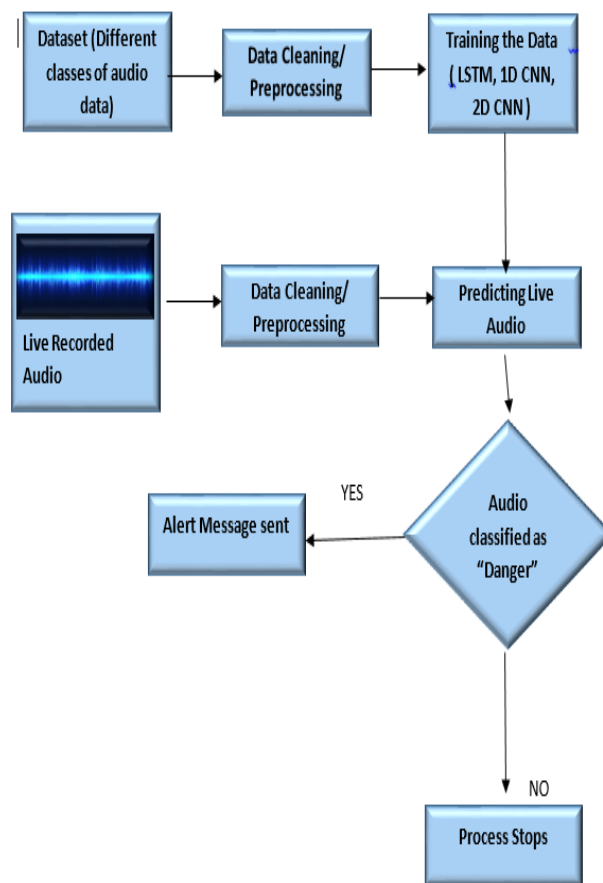 Dataset (Different
classes of audio
data)
Data Cleaning/
Preprocessing
Training the Data
( LSTM, 1D CNN,
2D CNN )
Live Recorded
Audio
Data Cleaning/
Preprocessing
Predicting Live
Audio
YES
Alert Message sent
Audio
classified as
“Danger”
NO
Process Stops